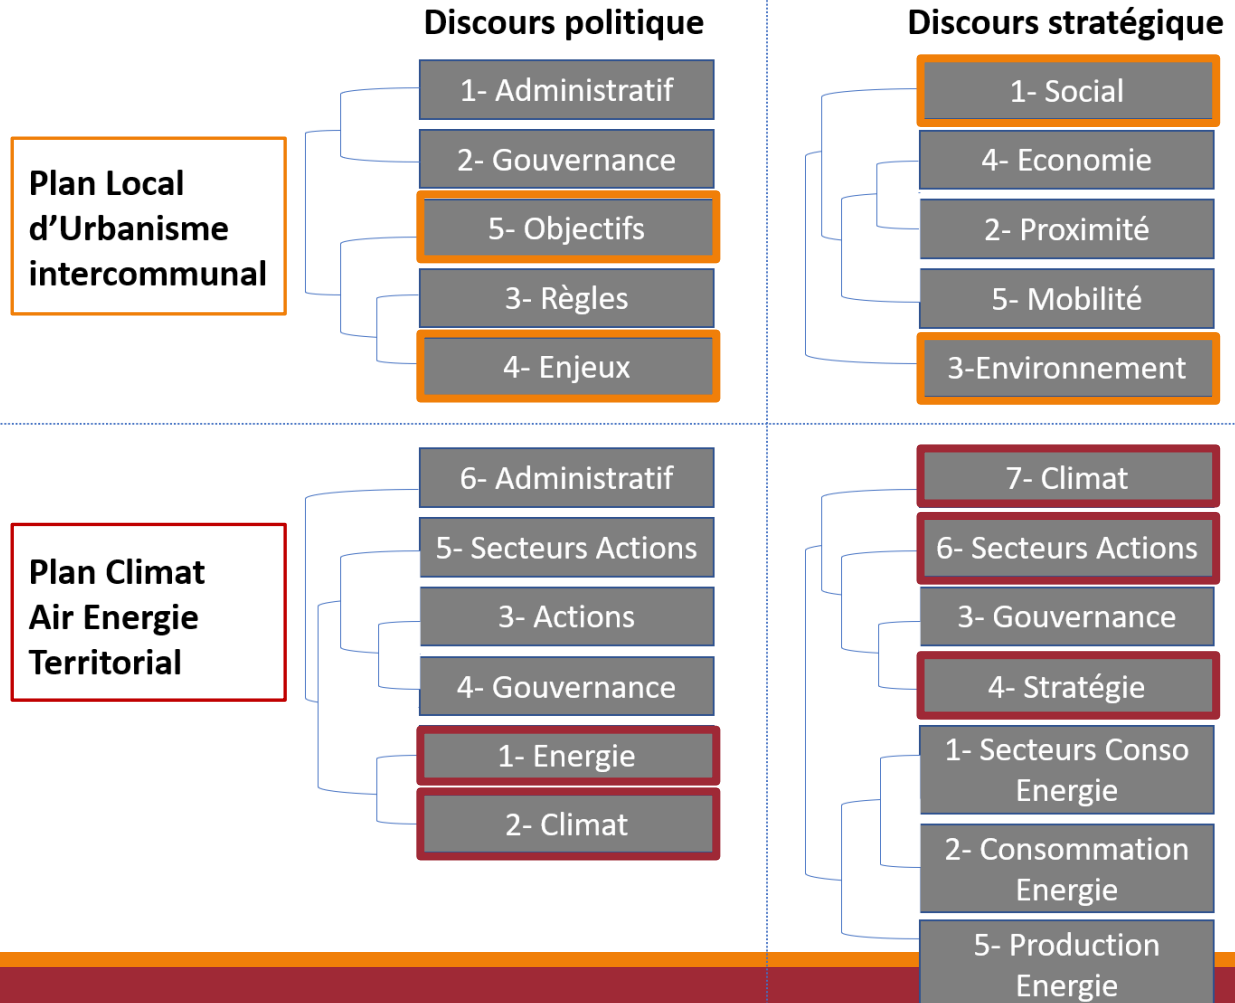 Discours politique
Discours stratégique
Plan Local
d’Urbanisme
intercommunal
1- Administratif
2- Gouvernance
5- Objectifs
3- Règles
4- Enjeux
1- Social
4- Economie
2- Proximité
5- Mobilité
3-Environnement
Plan Climat
Air Energie
Territorial
6- Administratif
5- Secteurs Actions
3- Actions
4- Gouvernance
1- Energie
2- Climat
7- Climat
6- Secteurs Actions
3- Gouvernance
4- Stratégie
1- Secteurs Conso
Energie
2- Consommation
Energie
5- Production
Energie